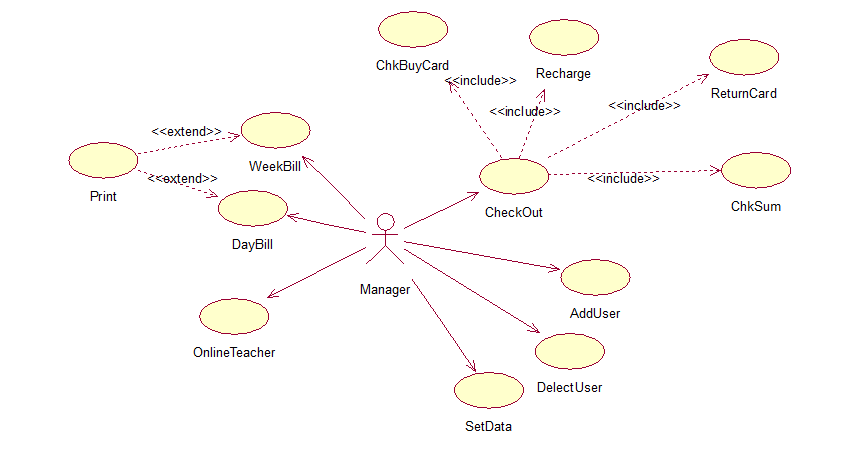 ChkBuyCard
Recharge
ReturnCard
<<include>>
<<include>>
<<include>>
<<extend>>
WeekBill
Print
<<extend>>
<<include>>
CheckOut
ChkSum
DayBill
Manager
AddUser
OnlineTeacher
DelectUser
SetData